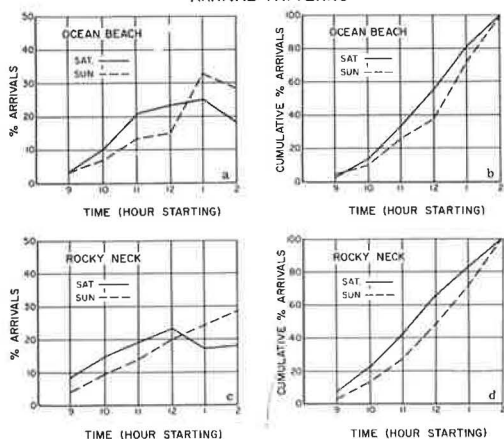 50
OCEAN BEACH
SAT.
SUN
40
30
20
10
0
% ARRIVALS
a
9 10 11 12 1 2
TIME (HOUR STARTING)
100
OCEAN BEACH
SAT.
SUN
80
60
40
20
0
CUMULATIVE % ARRIVALS
b
9 10 11 12 1 2
TIME (HOUR STARTING)
50
ROCKY NECK
SAT
SUN
40
30
20
10
0
% ARRIVALS
c
9 10 11 12 1 2
TIME (HOUR STARTING)
100
ROCKY NECK
SAT.
SUN
80
60
40
20
0
CUMULATIVE % ARRIVALS
d
9 10 11 12 1 2
TIME (HOUR STARTING)